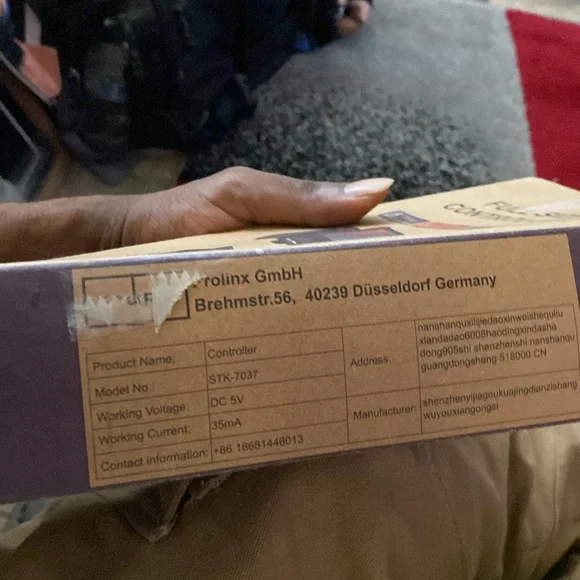 Prolinx GmbH
Brehmstr.56, 40239 Düsseldorf Germany
Product Name:
Controller
Model No.:
STK-7037
Working Voltage:
DC 5V
Working Current:
35mA
Contact information:
+86 18681446013
Address:
nanshanquxilijiedaoxinweishequliu
xiandadao6008haodingxindasha
dong905shi shenzhenshi nanshanqu
guangdongsheng 518000 CN
Manufacturer:
shenzhenyijiagoukuajingdianzishang
wuyouxiangongsi